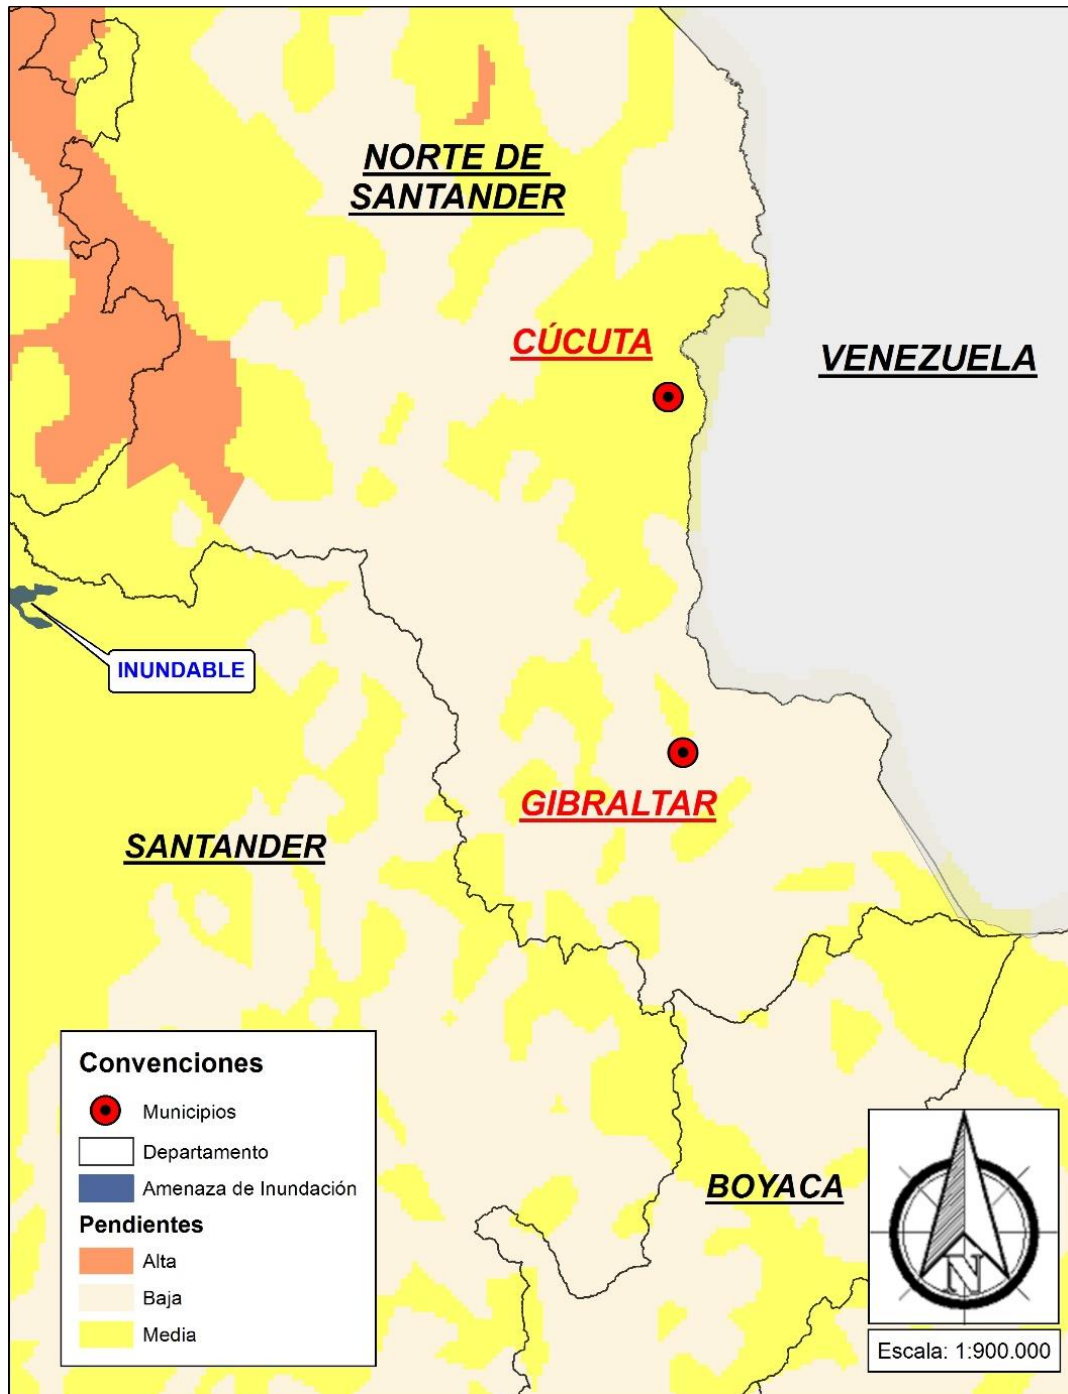 NORTE DE
SANTANDER
CÚCUTA
VENEZUELA
INUNDABLE
GIBRALTAR
SANTANDER
BOYACA
Convenciones
Municipios
Departamento
Amenaza de Inundación
Pendientes
Alta
Baja
Media
N
Escala: 1:900.000